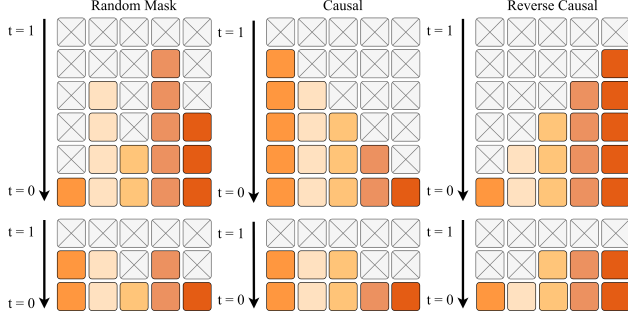 Random Mask Causal Reverse Causal
t = 1 t = 1 t = 1
t = 0 t = 0 t = 0
t = 1 t = 1 t = 1
t = 0 t = 0 t = 0